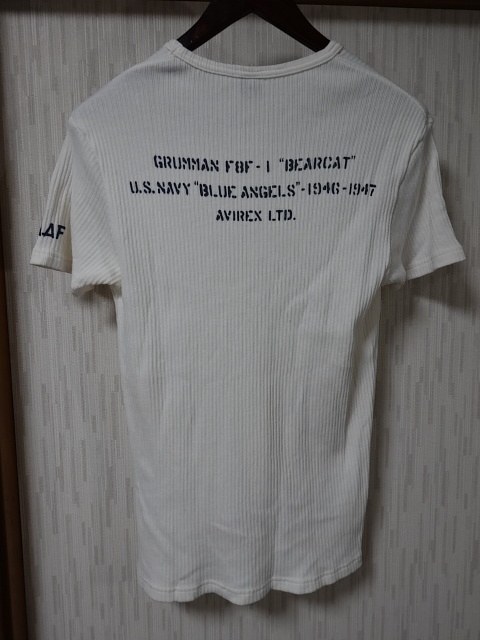 GRUMMAN F8F-1 "BEARCAT"
U.S.NAVY "BLUE ANGELS"-1946-1947
AVIREX LTD.